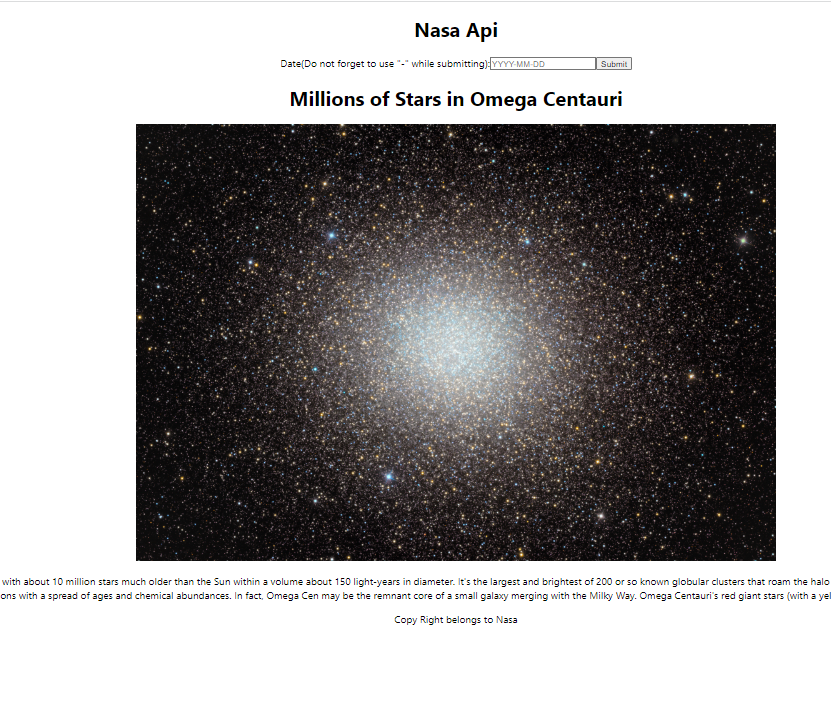 Nasa Api
Date(Do not forget to use "-" while submitting):YYYY-MM-DD Submit
Millions of Stars in Omega Centauri
with about 10 million stars much older than the Sun within a volume about 150 light-years in diameter. It's the largest and brightest of 200 or so known globular clusters that roam the halo
ons with a spread of ages and chemical abundances. In fact, Omega Cen may be the remnant core of a small galaxy merging with the Milky Way. Omega Centauri's red giant stars (with a yel
Copy Right belongs to Nasa